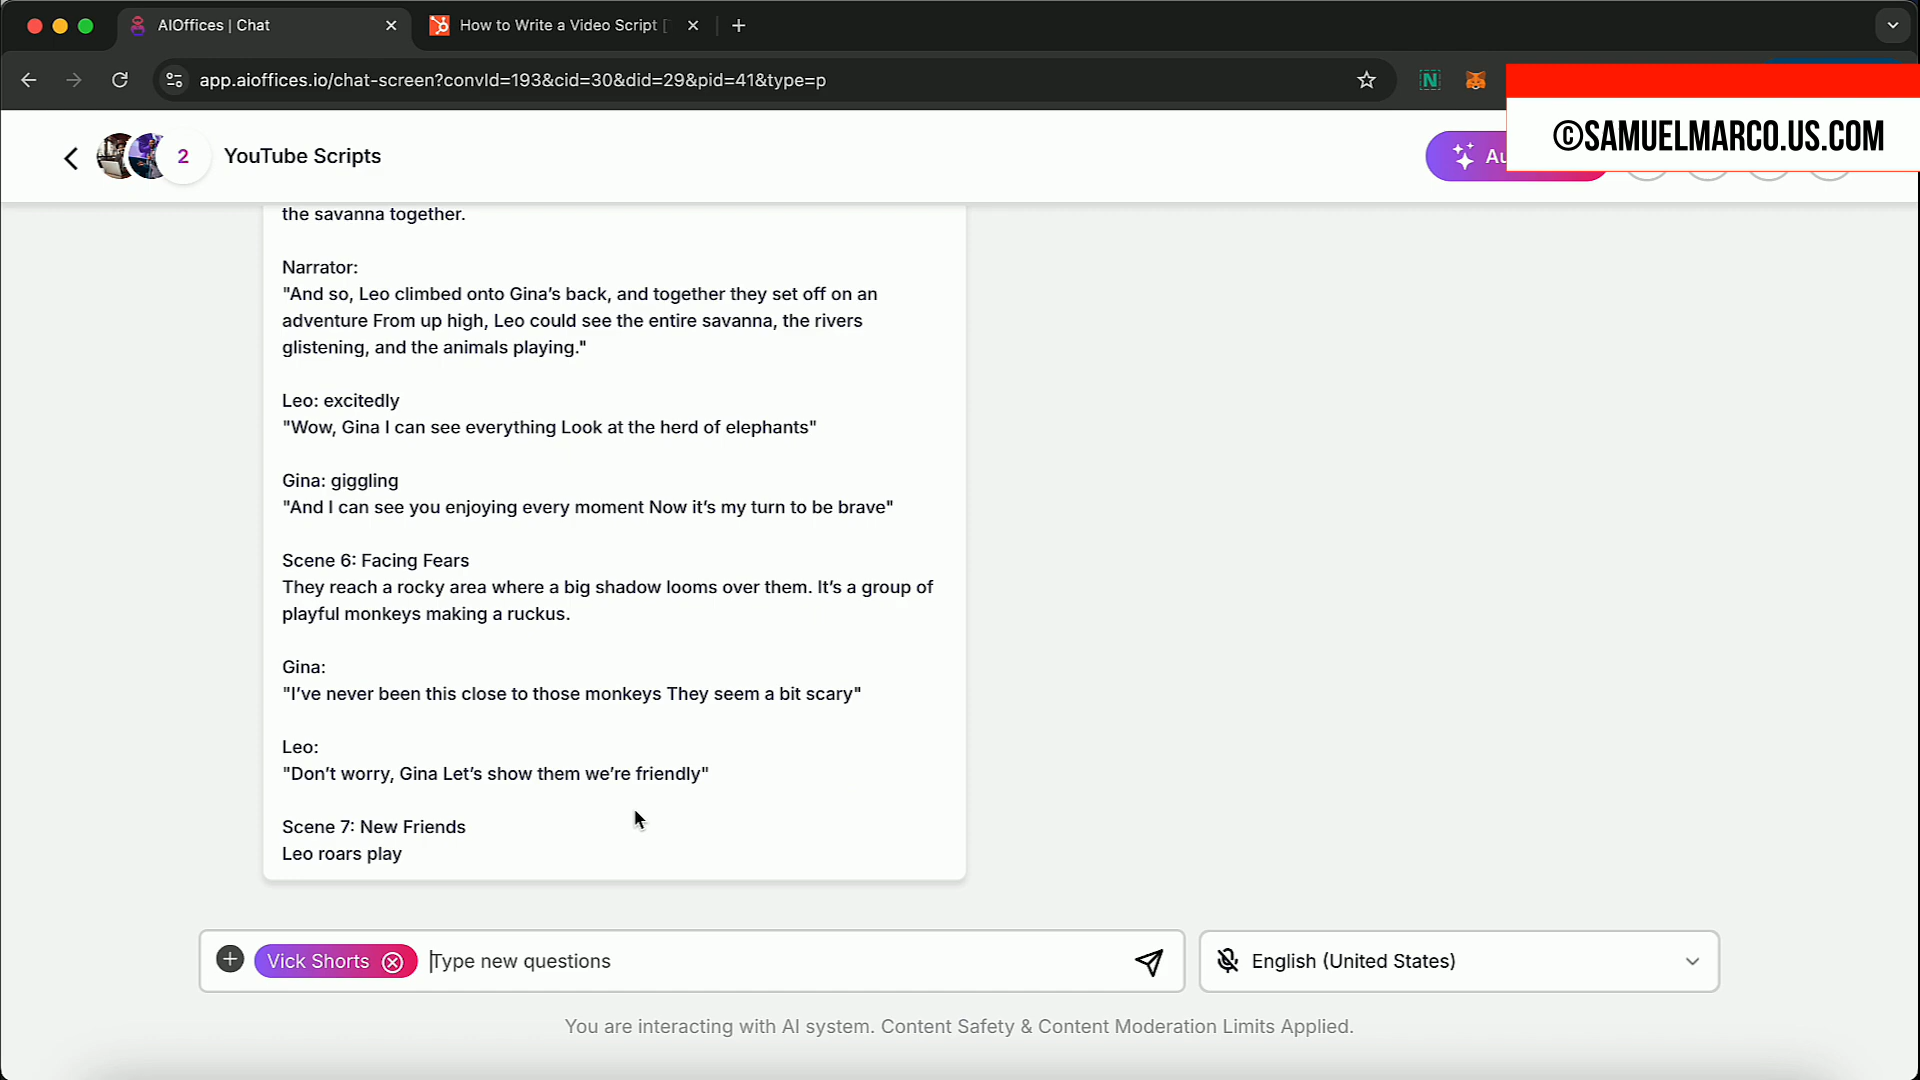 AIOffices | Chat
How to Write a Video Script [
app.aioffices.io/chat-screen?convId=193&cid=30&did=29&pid=41&type=p
N
©SAMUELMARCO.US.COM
2
YouTube Scripts
Au
the savanna together.
Narrator:
"And so, Leo climbed onto Gina’s back, and together they set off on an
adventure From up high, Leo could see the entire savanna, the rivers
glistening, and the animals playing."
Leo: excitedly
"Wow, Gina I can see everything Look at the herd of elephants"
Gina: giggling
"And I can see you enjoying every moment Now it’s my turn to be brave"
Scene 6: Facing Fears
They reach a rocky area where a big shadow looms over them. It’s a group of
playful monkeys making a ruckus.
Gina:
"I’ve never been this close to those monkeys They seem a bit scary"
Leo:
"Don’t worry, Gina Let’s show them we’re friendly"
Scene 7: New Friends
Leo roars play
Vick Shorts
Type new questions
English (United States)
You are interacting with AI system. Content Safety & Content Moderation Limits Applied.